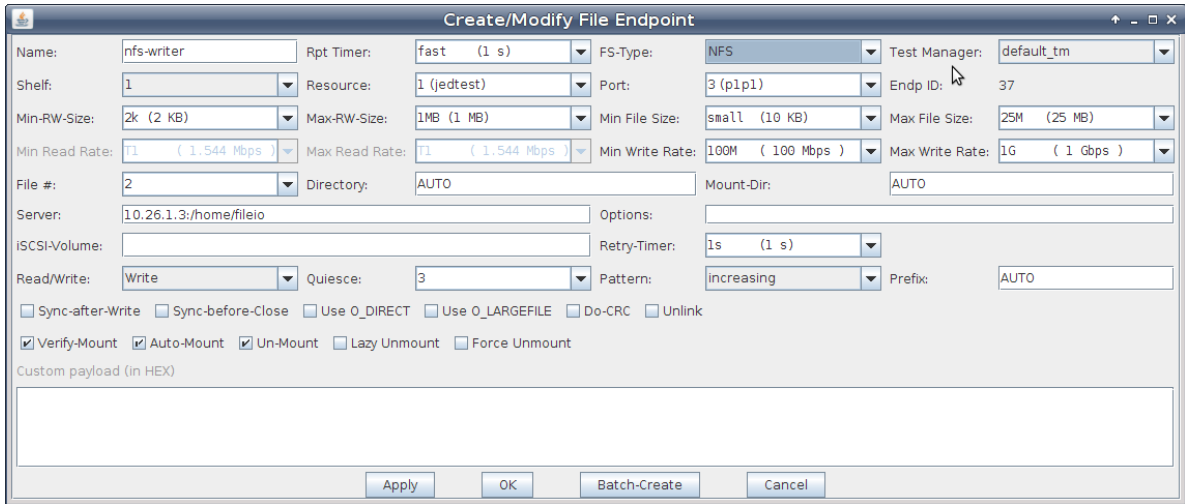 Create/Modify File Endpoint
Name: nfs-writer Rpt Timer: fast (1 s) FS-Type: NFS Test Manager: default_tm
Shelf: 1 Resource: 1 (jedtest) Port: 3 (p1p1) Endp ID: 37
Min-RW-Size: 2k (2 KB) Max-RW-Size: 1MB (1 MB) Min File Size: small (10 KB) Max File Size: 25M (25 MB)
Min Read Rate: T1 ( 1.544 Mbps ) Max Read Rate: T1 ( 1.544 Mbps ) Min Write Rate: 100M ( 100 Mbps ) Max Write Rate: 1G ( 1 Gbps )
File #: 2 Directory: AUTO Mount-Dir: AUTO
Server: 10.26.1.3:/home/fileio Options:
iSCSI-Volume: Retry-Timer: 1s (1 s)
Read/Write: Write Quiesce: 3 Pattern: increasing Prefix: AUTO
Sync-after-Write Sync-before-Close Use O_DIRECT Use O_LARGEFILE Do-CRC Unlink
Verify-Mount Auto-Mount Un-Mount Lazy Unmount Force Unmount
Custom payload (in HEX)
Apply OK Batch-Create Cancel